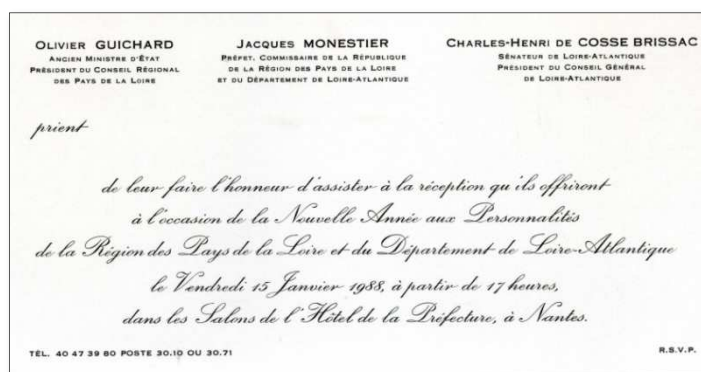 OLIVIER GUICHARD
ANCIEN MINISTRE D'ÉTAT
PRÉSIDENT DU CONSEIL RÉGIONAL
DES PAYS DE LA LOIRE
JACQUES MONESTIER
PRÉFET, COMMISSAIRE DE LA RÉPUBLIQUE
DE LA RÉGION DES PAYS DE LA LOIRE
ET DU DÉPARTEMENT DE LOIRE-ATLANTIQUE
CHARLES-HENRI DE COSSE BRISSAC
SÉNATEUR DE LOIRE-ATLANTIQUE
PRÉSIDENT DU CONSEIL GÉNÉRAL
DE LOIRE-ATLANTIQUE
prient
de leur faire l'honneur d'assister à la réception qu'ils offriront
à l'occasion de la Nouvelle Année aux Personnalités
de la Région des Pays de la Loire et du Département de Loire-Atlantique
le Vendredi 15 Janvier 1988, à partir de 17 heures,
dans les Salons de l'Hôtel de la Préfecture, à Nantes.
TÉL. 40 47 39 80 POSTE 30.10 OU 30.71
R.S.V.P.